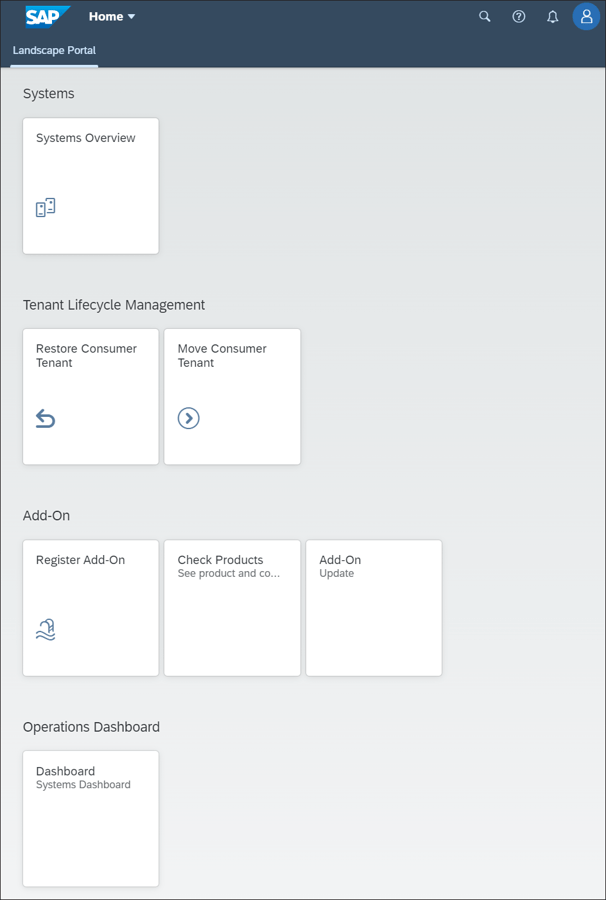 SAP Home
Landscape Portal
Systems
Systems Overview
Tenant Lifecycle Management
Restore Consumer
Tenant
Move Consumer
Tenant
Add-On
Register Add-On
Check Products
See product and co...
Add-On
Update
Operations Dashboard
Dashboard
Systems Dashboard